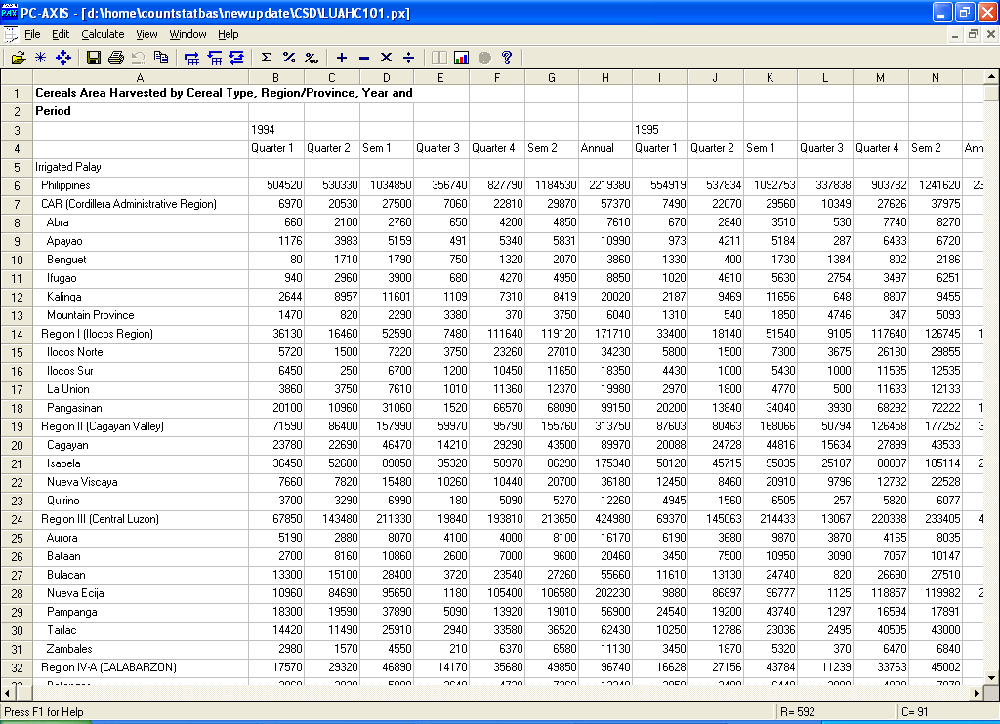 PC-AXIS - [d:\home\countstatbas\newupdate\CSD\LUAHC101.px]
File Edit Calculate View Window Help
A B C D E F G H I J K L M N
1 Cereals Area Harvested by Cereal Type, Region/Province, Year and
2 Period
3 1994 1995
4 Quarter 1 Quarter 2 Sem 1 Quarter 3 Quarter 4 Sem 2 Annual Quarter 1 Quarter 2 Sem 1 Quarter 3 Quarter 4 Sem 2 Ann
5 Irrigated Palay
6 Philippines 504520 530330 1034850 356740 827790 1184530 2219380 554919 537834 1092753 337838 903782 1241620 23
7 CAR (Cordillera Administrative Region) 6970 20530 27500 7060 22810 29870 57370 7490 22070 29560 10349 27626 37975
8 Abra 660 2100 2760 650 4200 4850 7610 670 2840 3510 530 7740 8270
9 Apayao 1176 3983 5159 491 5340 5831 10990 973 4211 5184 287 6433 6720
10 Benguet 80 1710 1790 750 1320 2070 3860 1330 400 1730 1384 802 2186
11 Ifugao 940 2960 3900 680 4270 4950 8850 1020 4610 5630 2754 3497 6251
12 Kalinga 2644 8957 11601 1109 7310 8419 20020 2187 9469 11656 648 8807 9455
13 Mountain Province 1470 820 2290 3380 370 3750 6040 1310 540 1850 4746 347 5093
14 Region I (Ilocos Region) 36130 16460 52590 7480 111640 119120 171710 33400 18140 51540 9105 117640 126745 1
15 Ilocos Norte 5720 1500 7220 3750 23260 27010 34230 5800 1500 7300 3675 26180 29855
16 Ilocos Sur 6450 250 6700 1200 10450 11650 18350 4430 1000 5430 1000 11535 12535
17 La Union 3860 3750 7610 1010 11360 12370 19980 2970 1800 4770 500 11633 12133
18 Pangasinan 20100 10960 31060 1520 66570 68090 99150 20200 13840 34040 3930 68292 72222 1
19 Region II (Cagayan Valley) 71590 86400 157990 59970 95790 155760 313750 87603 80463 168066 50794 126458 177252 3
20 Cagayan 23780 22690 46470 14210 29290 43500 89970 20088 24728 44816 15634 27899 43533
21 Isabela 36450 52600 89050 35320 50970 86290 175340 50120 45715 95835 25107 80007 105114 2
22 Nueva Viscaya 7660 7820 15480 10260 10440 20700 36180 12450 8460 20910 9796 12732 22528
23 Quirino 3700 3290 6990 180 5090 5270 12260 4945 1560 6505 257 5820 6077
24 Region III (Central Luzon) 67850 143480 211330 19840 193810 213650 424980 69370 145063 214433 13067 220338 233405 4
25 Aurora 5190 2880 8070 4100 4000 8100 16170 6190 3680 9870 3870 4165 8035
26 Bataan 2700 8160 10860 2600 7000 9600 20460 3450 7500 10950 3090 7057 10147
27 Bulacan 13300 15100 28400 3720 23540 27260 55660 11610 13130 24740 820 26690 27510
28 Nueva Ecija 10960 84690 95650 1180 105400 106580 202230 9880 86897 96777 1125 118857 119982 2
29 Pampanga 18300 19590 37890 5090 13920 19010 56900 24540 19200 43740 1297 16594 17891
30 Tarlac 14420 11490 25910 2940 33580 36520 62430 10250 12786 23036 2495 40505 43000
31 Zambales 2980 1570 4550 210 6370 6580 11130 3450 1870 5320 370 6470 6840
32 Region IV-A (CALABARZON) 17570 29320 46890 14170 35680 49850 96740 16628 27156 43784 11239 33763 45002
Press F1 for Help R= 592 C= 91